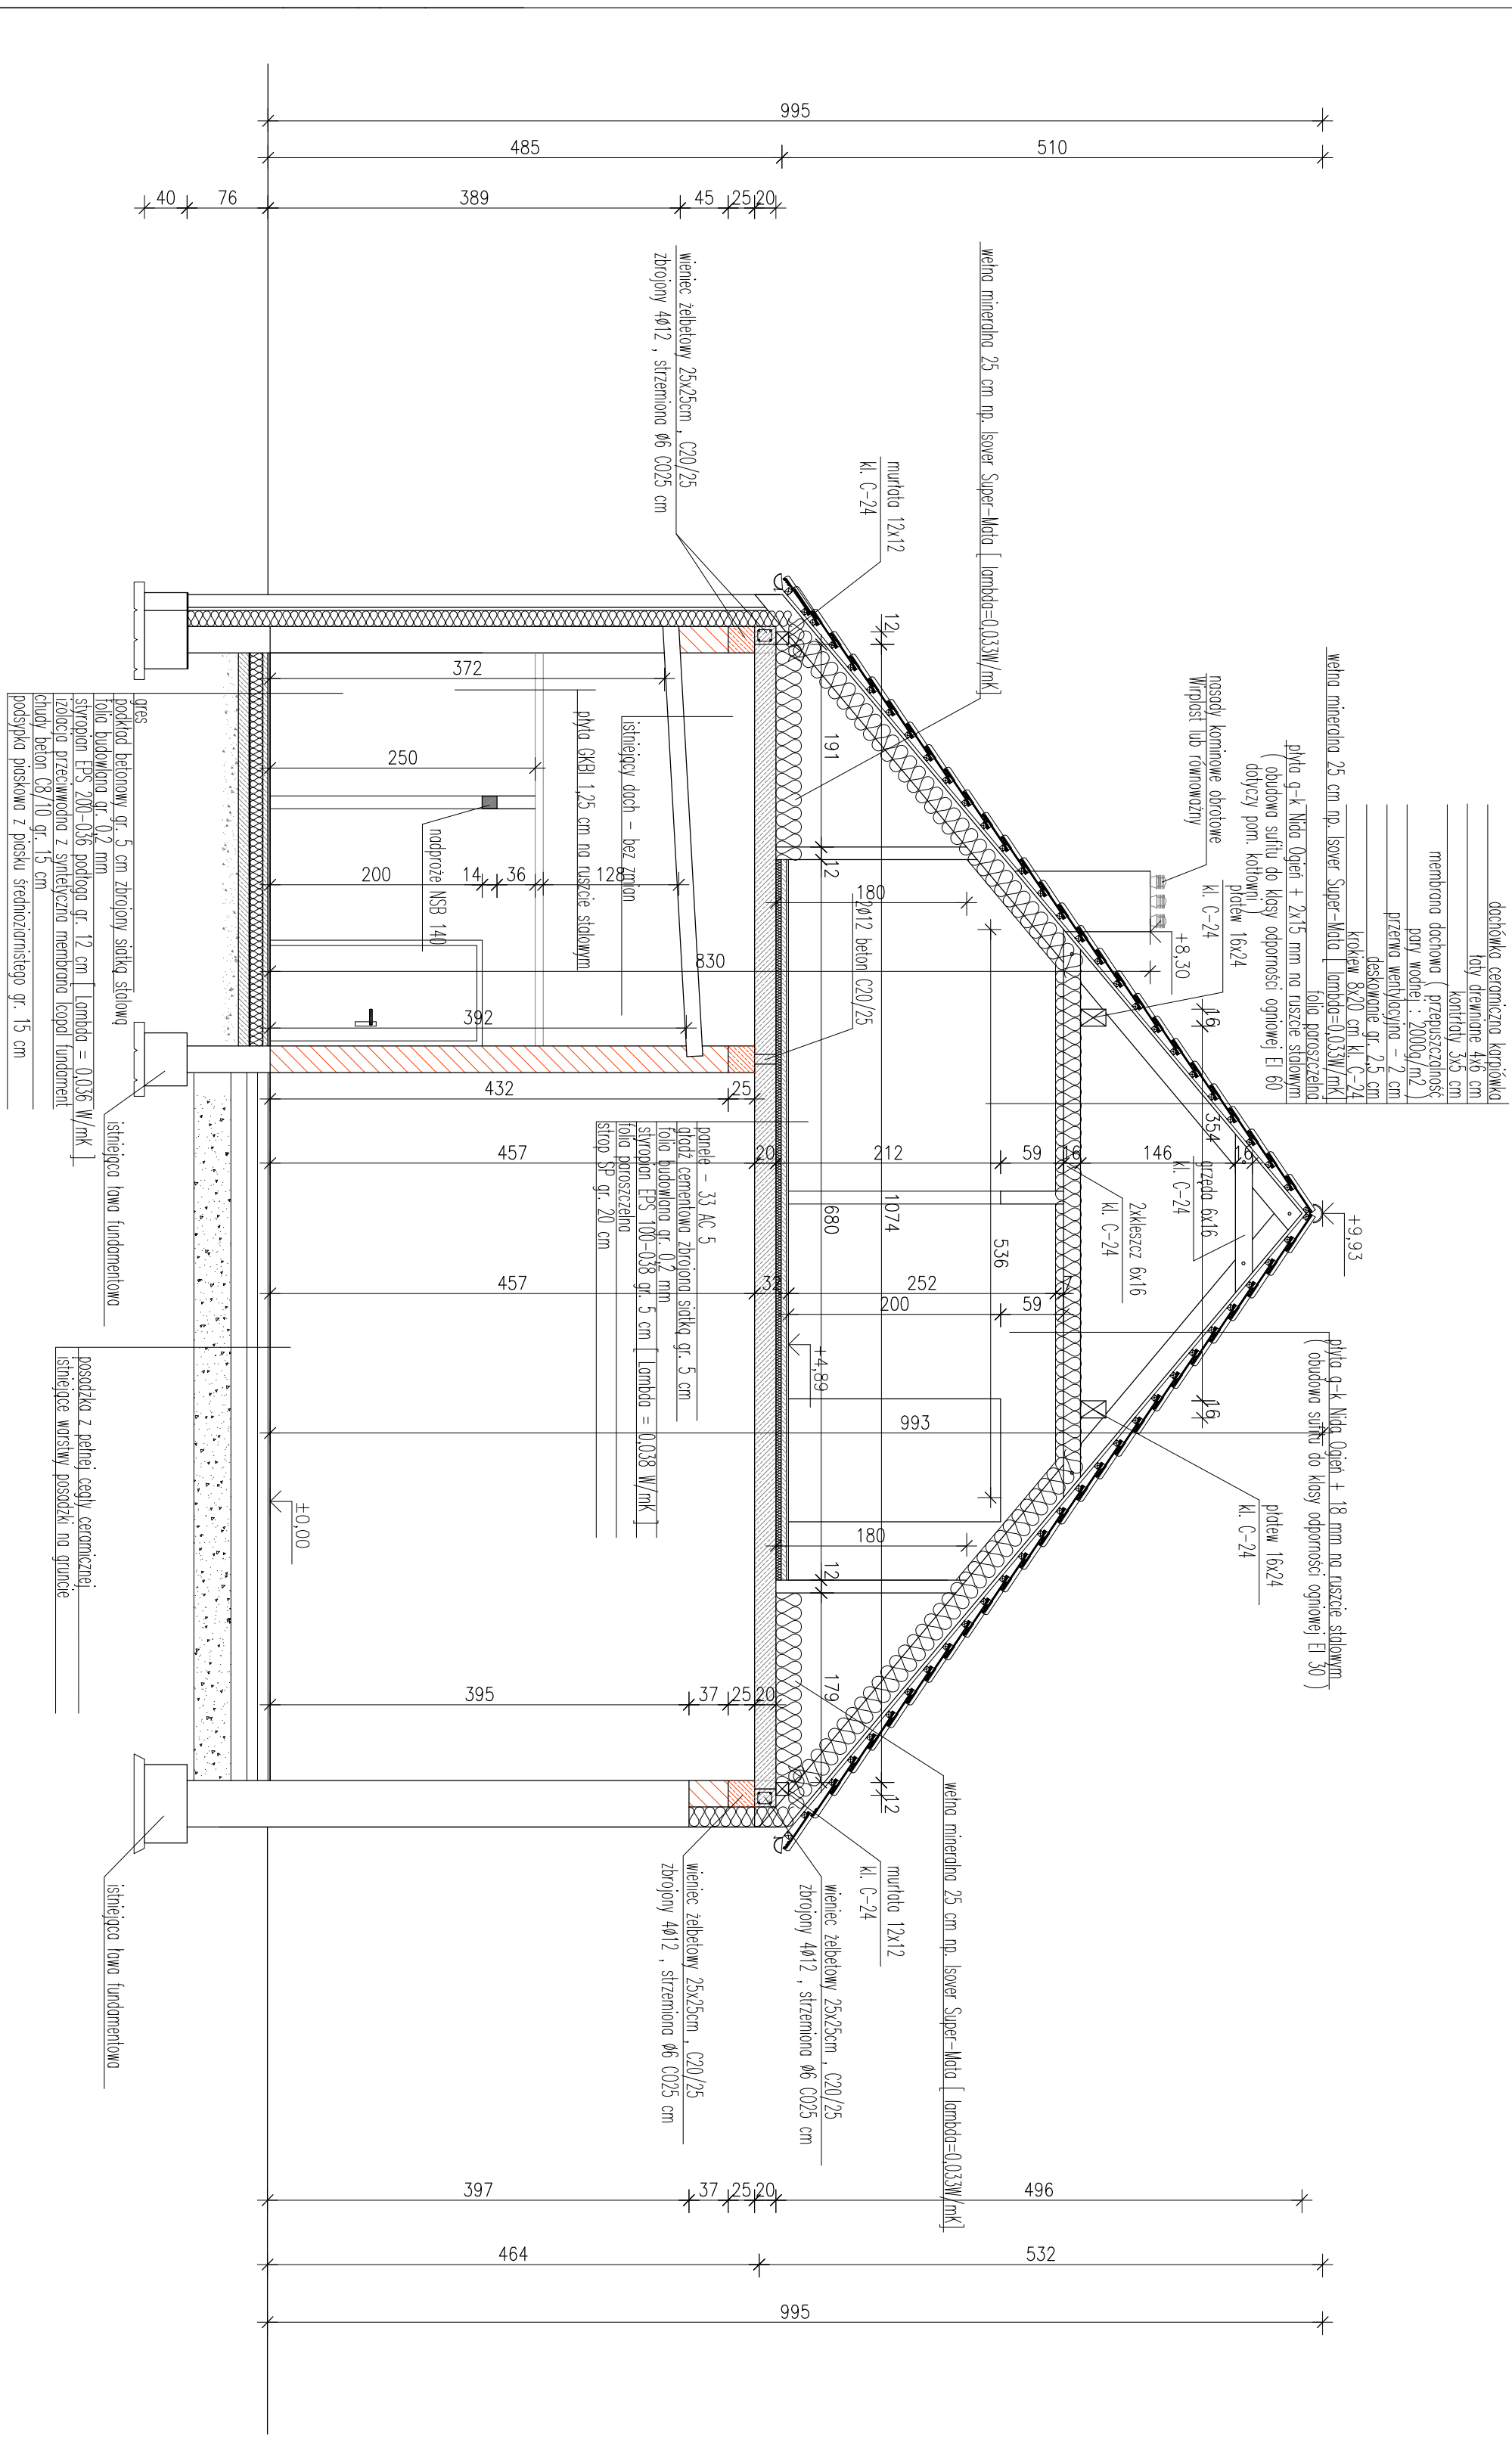 995
485
510
40
76
389
45
25
20
wełna mineralna 25 cm np. Isover Super-Mata [ lambda=0,033W/mK]
murłata 12x12
kl. C-24
wieniec żelbetowy 25x25cm , C20/25
zbrojony 4Ø12 , strzemiona Ø6 CO25 cm
dachówka ceramiczna karpiówka
łaty drewniane 4x6 cm
kontrłaty 3x5 cm
membrana dachowa ( przepuszczalność
pary wodnej : 2000g/m2 )
przerwa wentylacyjna - 2 cm
deskowanie gr. 2,5 cm
krokiew 8x20 cm kl. C-24
wełna mineralna 25 cm np. Isover Super-Mata [ lambda=0,033W/mK]
folia paroszczelna
płyta g-k Nida Ogień + 2x15 mm na ruszcie stalowym
( obudowa sufitu do klasy odporności ogniowej EI 60
dotyczy pom. kotłowni )
nasady kominowe obrotowe
Wirplast lub równoważny
+8,30
płatew 16x24
kl. C-24
16
354
16
grzęda 6x16
kl. C-24
2xkleszcz 6x16
kl. C-24
+9,93
płyta g-k Nida Ogień + 18 mm na ruszcie stalowym
( obudowa sufitu do klasy odporności ogniowej EI 30 )
płatew 16x24
kl. C-24
12
191
12
180
2Ø12 beton C20/25
372
250
płyta GKBI 1,25 cm na ruszcie stalowym
istniejący dach - bez zmian
nadproże NSB 140
200
14
36
128
830
392
432
25
457
20
212
59
16
146
16
1074
680
536
457
32
252
7
200
59
+4,89
993
180
12
179
12
±0,00
395
37
25
20
panele - 33 AC 5
gładź cementowa zbrojona siatką gr. 5 cm
folia budowlana gr. 0,2 mm
styropian EPS 100-038 gr. 5 cm [ Lambda = 0,038 W/mK ]
folia paroszczelna
strop SP gr. 20 cm
gres
podkład betonowy gr. 5 cm zbrojony siatką stalową
folia budowlana gr. 0,2 mm
styropian EPS 200-036 podłoga gr. 12 cm [ Lambda = 0,036 W/mK ]
izolacja przeciwwodna z syntetyczna membrana Icopal fundament
chudy beton C8/10 gr. 15 cm
podsypka piaskowa z piasku średnioziarnistego gr. 15 cm
istniejąca ława fundamentowa
posadzka z pełnej cegły ceramicznej
istniejące warstwy posadzki na gruncie
istniejąca ława fundamentowa
wełna mineralna 25 cm np. Isover Super-Mata [ lambda=0,033W/mK]
murłata 12x12
kl. C-24
wieniec żelbetowy 25x25cm , C20/25
zbrojony 4Ø12 , strzemiona Ø6 CO25 cm
wieniec żelbetowy 25x25cm , C20/25
zbrojony 4Ø12 , strzemiona Ø6 CO25 cm
397
37
25
20
496
464
532
995